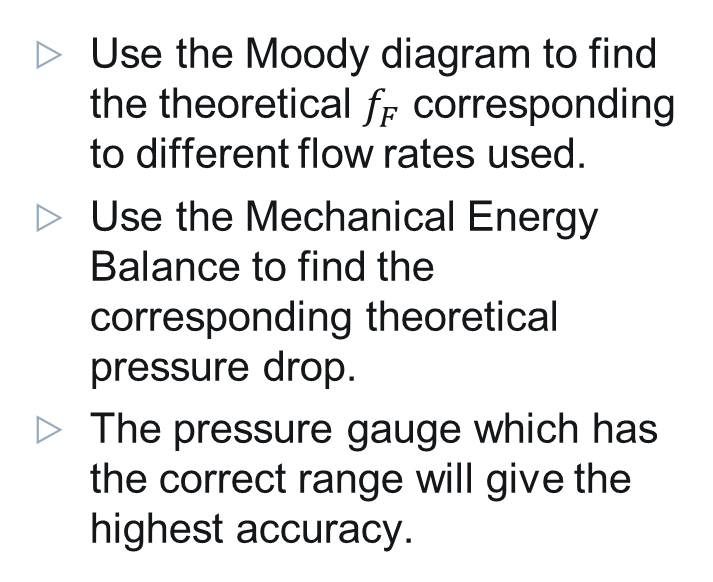 ▷ Use the Moody diagram to find
the theoretical f_F corresponding
to different flow rates used.
▷ Use the Mechanical Energy
Balance to find the
corresponding theoretical
pressure drop.
▷ The pressure gauge which has
the correct range will give the
highest accuracy.